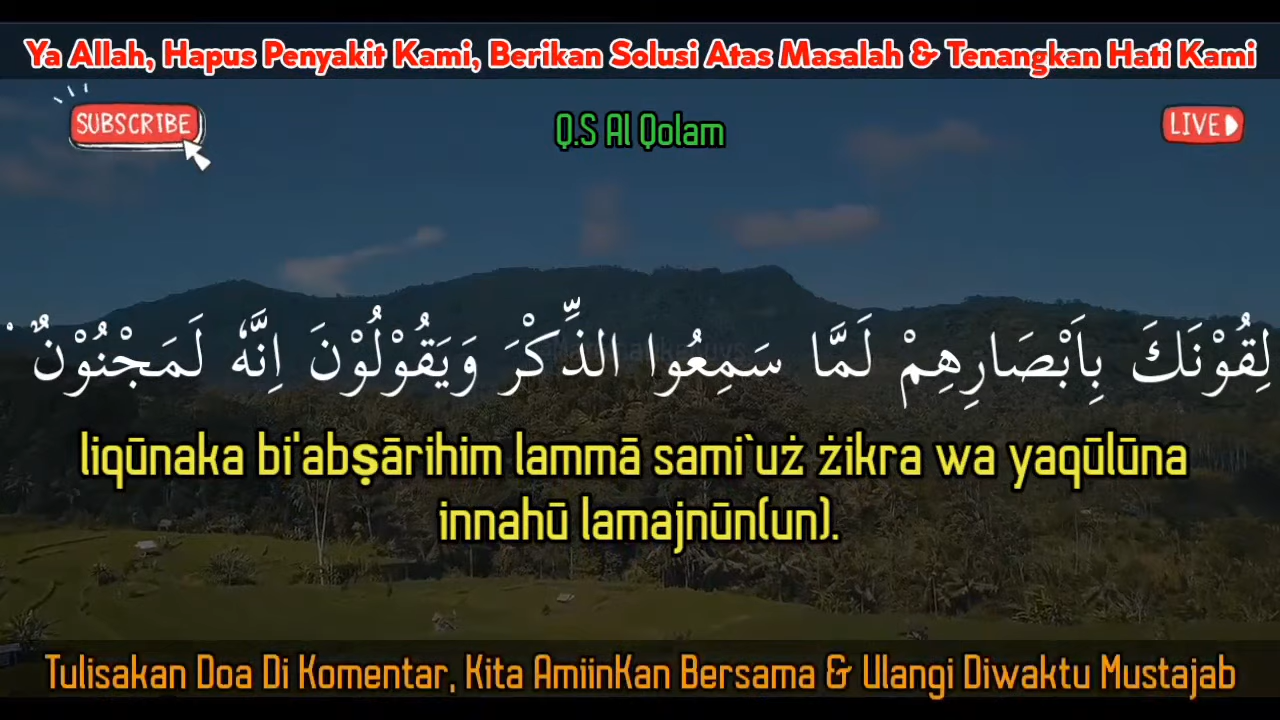 Ya Allah, Hapus Penyakit Kami, Berikan Solusi Atas Masalah & Tenangkan Hati Kami
SUBSCRIBE
Q.S Al Qolam
LIVE
لِقُوْنَكَ بِاَبْصَارِهِمْ لَمَّا سَمِعُوا الذِّكْرَ وَيَقُوْلُوْنَ اِنَّهٗ لَمَجْنُوْنٌ ۘ
liqūnaka bi'abṣārihim lammā sami`uż żikra wa yaqūlūna
innahū lamajnūn(un).
Tulisakan Doa Di Komentar, Kita AmiinKan Bersama & Ulangi Diwaktu Mustajab